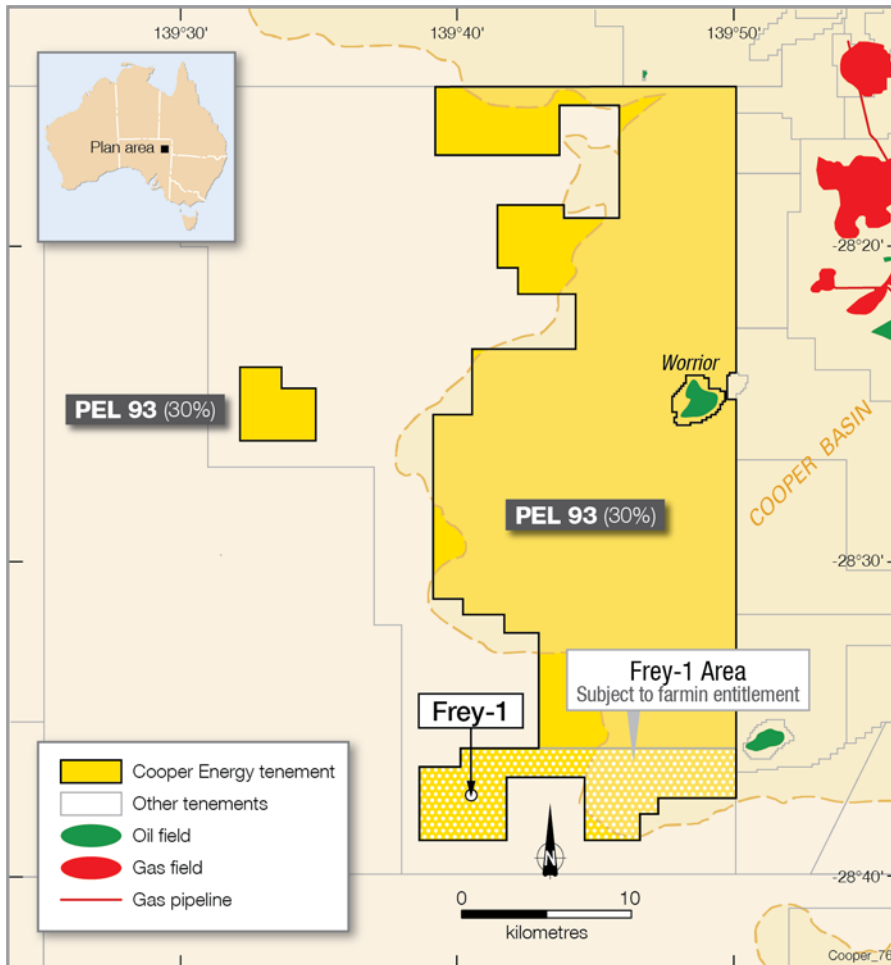 139°30'
139°40'
139°50'
Plan area
-28°20'
Worrior
PEL 93 (30%)
COOPER BASIN
PEL 93 (30%)
-28°30'
Frey-1 Area
Subject to farmin entitlement
Frey-1
Cooper Energy tenement
Other tenements
Oil field
Gas field
Gas pipeline
N
-28°40'
0 10
kilometres